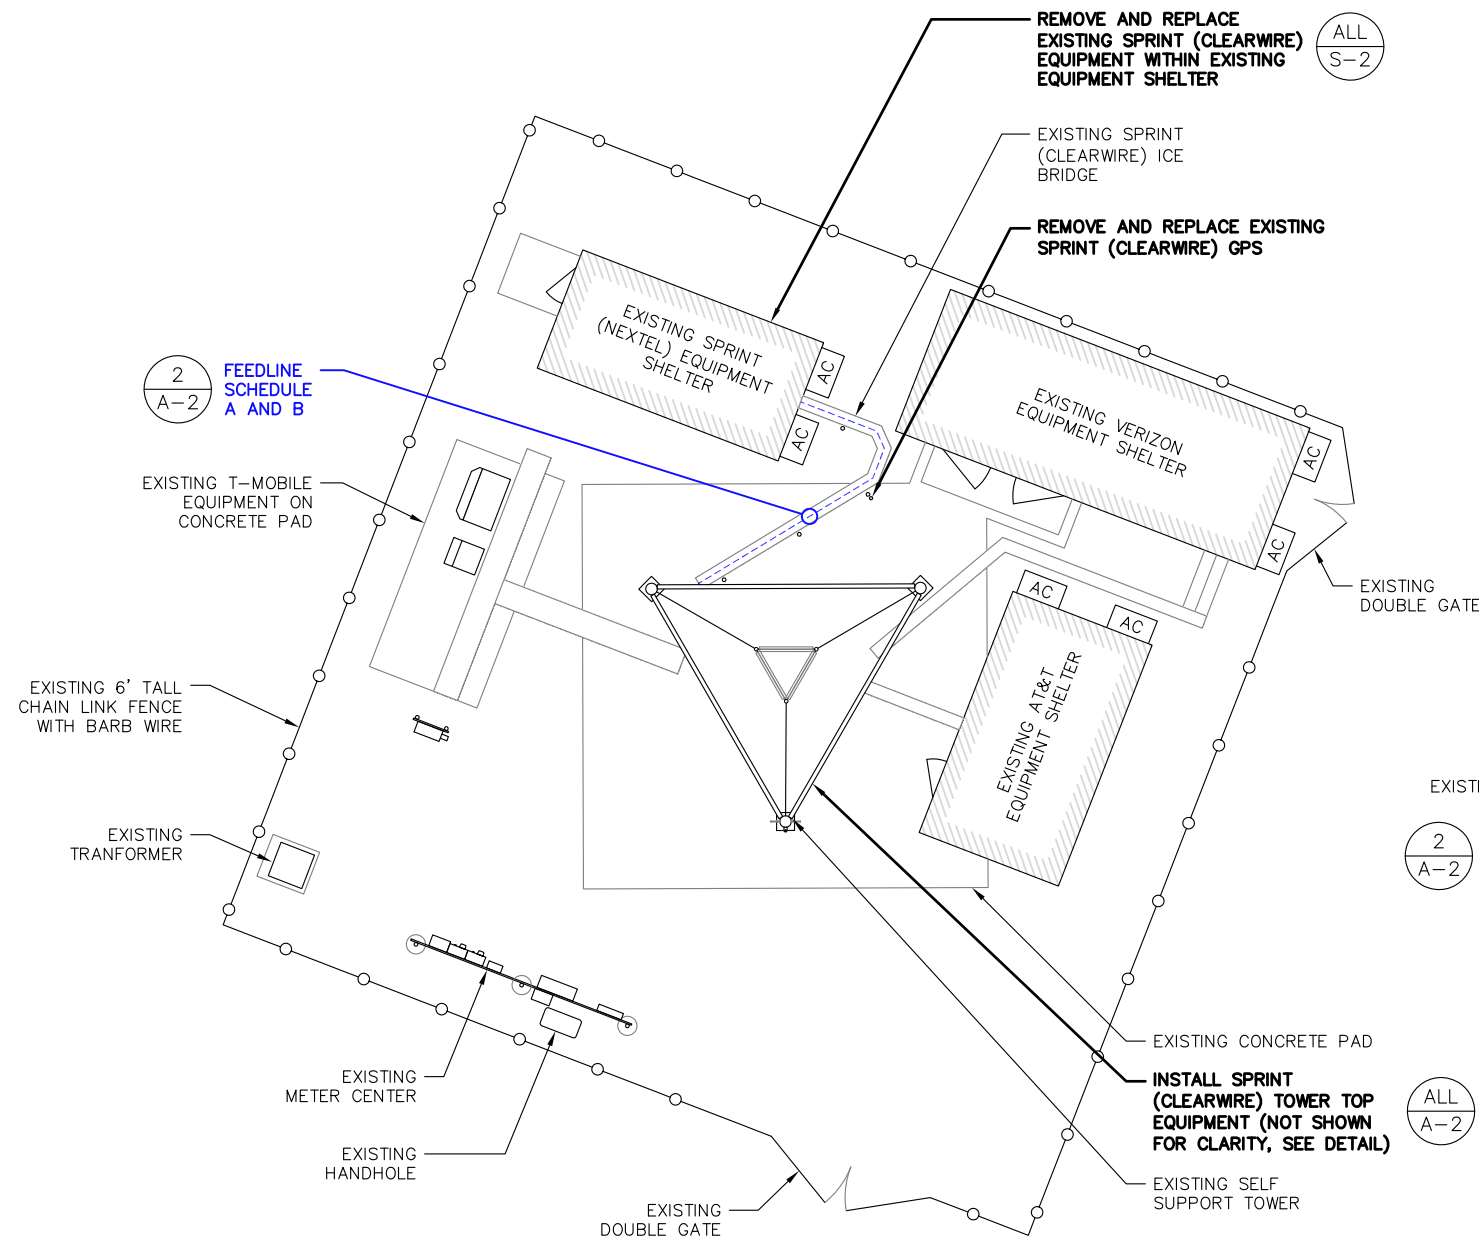 REMOVE AND REPLACE
EXISTING SPRINT (CLEARWIRE)
EQUIPMENT WITHIN EXISTING
EQUIPMENT SHELTER
ALL
S-2
EXISTING SPRINT
(CLEARWIRE) ICE
BRIDGE
REMOVE AND REPLACE EXISTING
SPRINT (CLEARWIRE) GPS
EXISTING SPRINT
(NEXTEL) EQUIPMENT
SHELTER
AC
AC
2
A-2
FEEDLINE
SCHEDULE
A AND B
EXISTING VERIZON
EQUIPMENT SHELTER
AC
AC
EXISTING T-MOBILE
EQUIPMENT ON
CONCRETE PAD
EXISTING
DOUBLE GATE
AC
AC
EXISTING AT&T
EQUIPMENT SHELTER
EXISTING 6' TALL
CHAIN LINK FENCE
WITH BARB WIRE
EXISTI
2
A-2
EXISTING
TRANFORMER
EXISTING CONCRETE PAD
EXISTING
METER CENTER
INSTALL SPRINT
(CLEARWIRE) TOWER TOP
EQUIPMENT (NOT SHOWN
FOR CLARITY, SEE DETAIL)
ALL
A-2
EXISTING
HANDHOLE
EXISTING SELF
SUPPORT TOWER
EXISTING
DOUBLE GATE